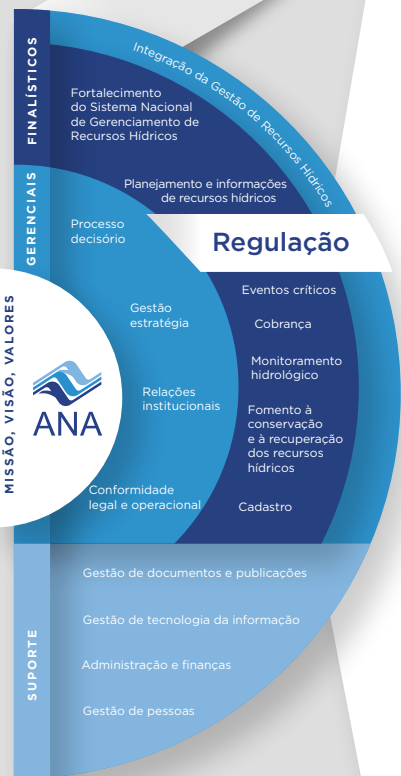 FINALÍSTICOS
Integração da Gestão de Recursos Hídricos
Fortalecimento
do Sistema Nacional
de Gerenciamento de
Recursos Hídricos
Planejamento e informações
de recursos hídricos
GERENCIAIS
Processo
decisório
Regulação
Eventos críticos
Gestão
estratégia
Cobrança
Monitoramento
hidrológico
MISSÃO, VISÃO, VALORES
ANA
Relações
institucionais
Fomento à
conservação
e à recuperação
dos recursos
hídricos
Conformidade
legal e operacional
Cadastro
SUPORTE
Gestão de documentos e publicações
Gestão de tecnologia da informação
Administração e finanças
Gestão de pessoas